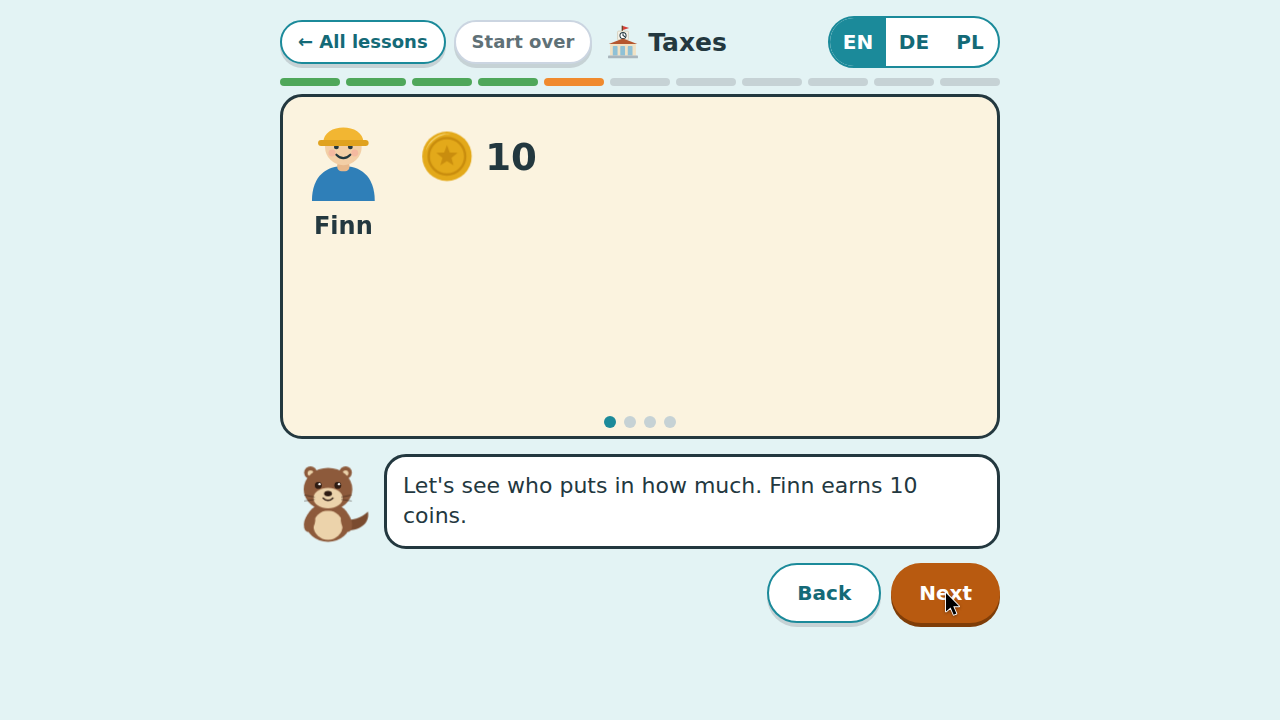 ← All lessons
Start over
Taxes
EN
DE
PL
10
Finn
Let's see who puts in how much. Finn earns 10
coins.
Back
Next